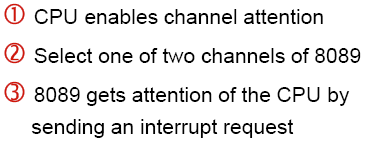 ① CPU enables channel attention
② Select one of two channels of 8089
③ 8089 gets attention of the CPU by
sending an interrupt request